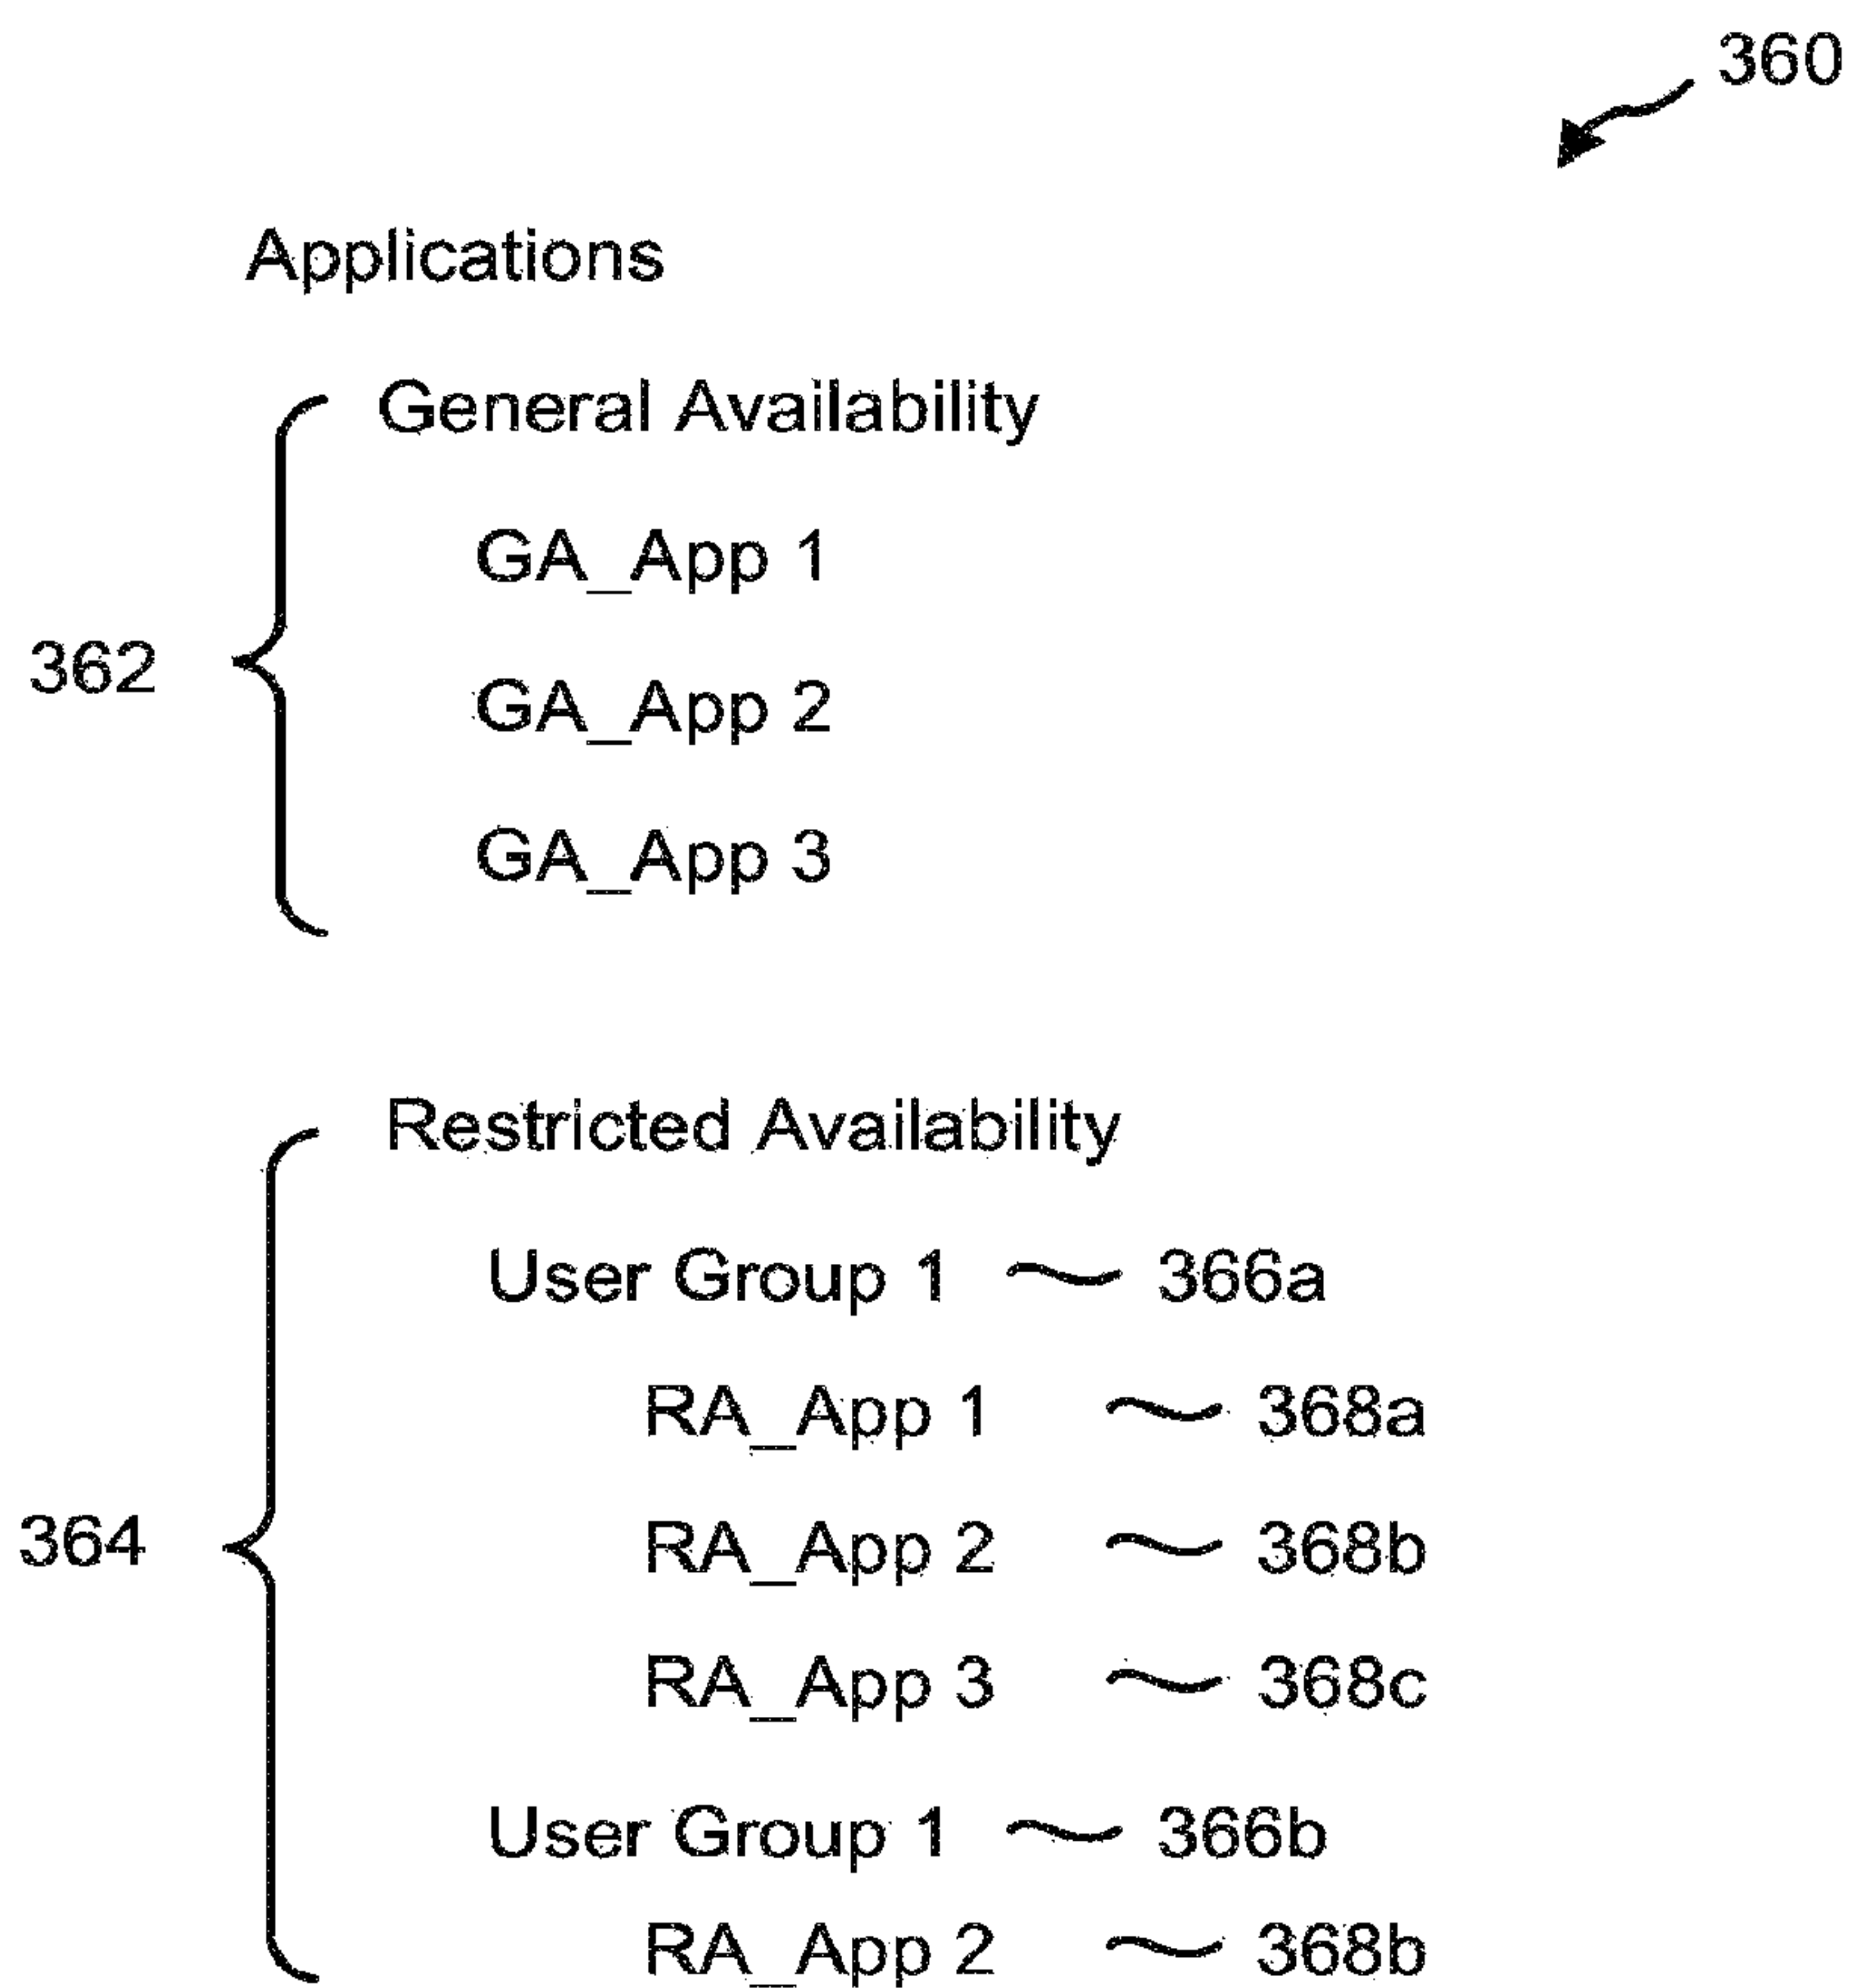 360
Applications
General Availability
GA_App 1
362
GA_App 2
GA_App 3
Restricted Availability
User Group 1 366a
RA_App 1 368a
364
RA_App 2 368b
RA_App 3 368c
User Group 1 366b
RA_App 2 368b